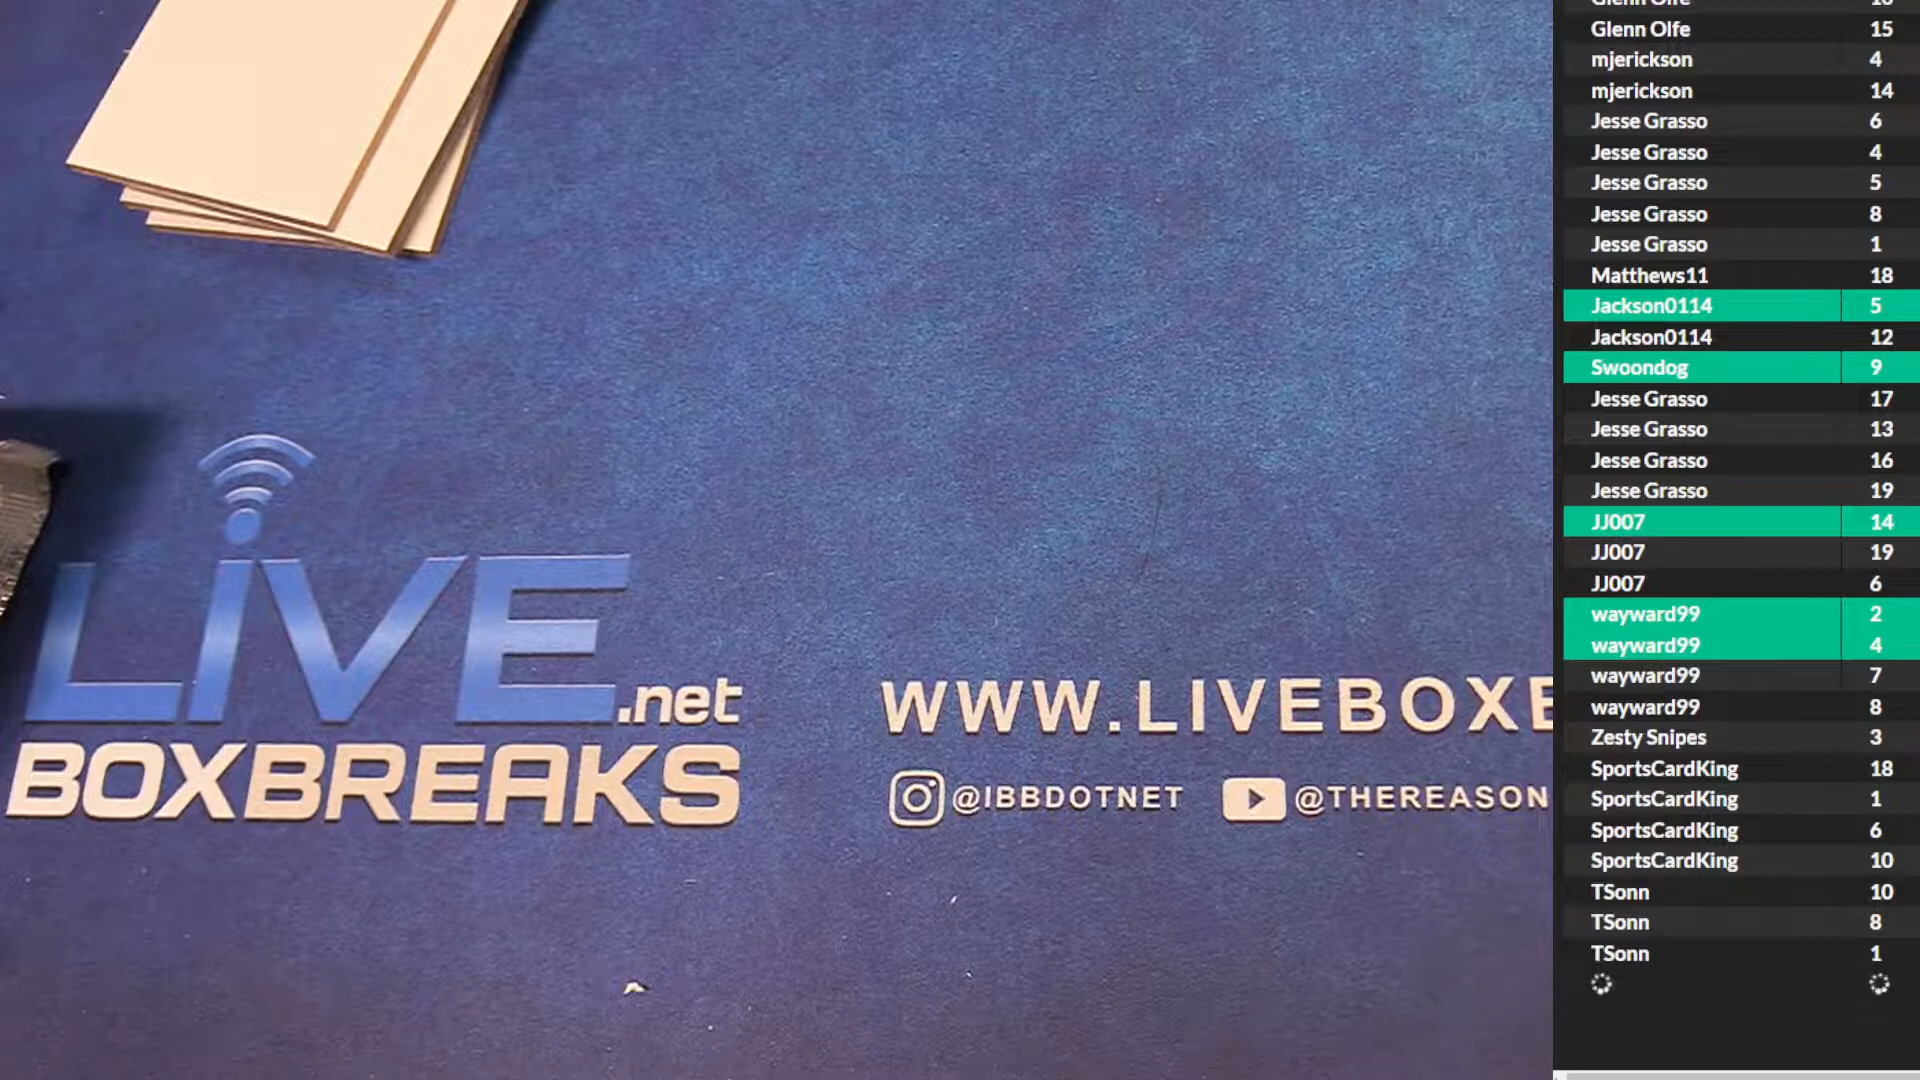 LIVE.net
BOXBREAKS
WWW.LIVEBOXB
@IBBDOTNET
@THEREASON
Glenn Olfe
Glenn Olfe 15
mjerickson 4
mjerickson 14
Jesse Grasso 6
Jesse Grasso 4
Jesse Grasso 5
Jesse Grasso 8
Jesse Grasso 1
Matthews11 18
Jackson0114 5
Jackson0114 12
Swoondog 9
Jesse Grasso 17
Jesse Grasso 13
Jesse Grasso 16
Jesse Grasso 19
JJ007 14
JJ007 19
JJ007 6
wayward99 2
wayward99 4
wayward99 7
wayward99 8
Zesty Snipes 3
SportsCardKing 18
SportsCardKing 1
SportsCardKing 6
SportsCardKing 10
TSonn 10
TSonn 8
TSonn 1